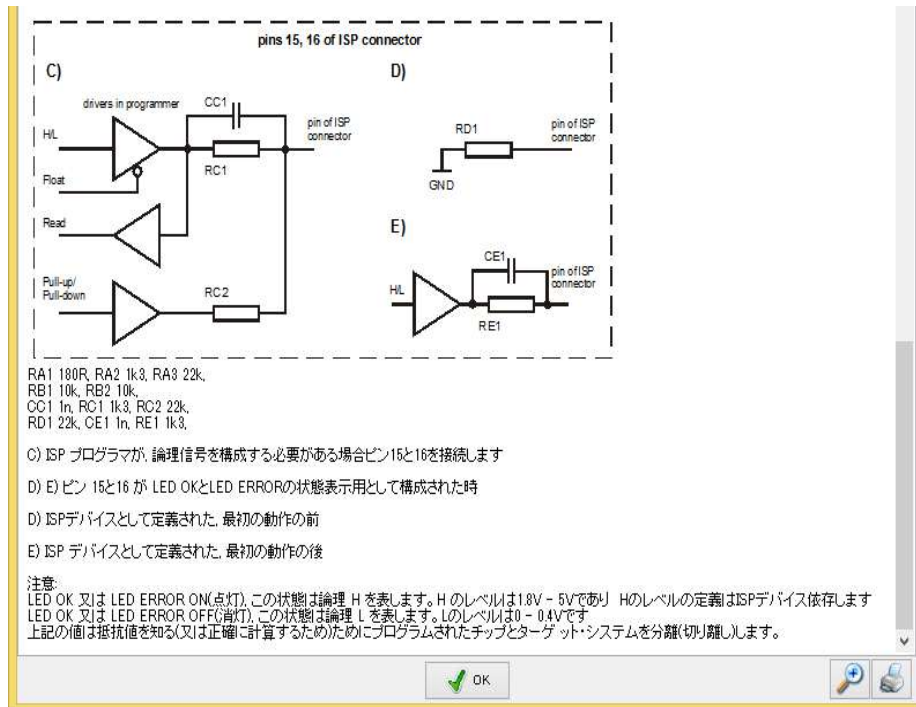 pins 15, 16 of ISP connector
C)
D)
drivers in programmer
CC1
pin of ISP
connector
H/L
RC1
Float
Read
Pull-up/
Pull-down
RC2
RD1
pin of ISP
connector
GND
E)
CE1
pin of ISP
connector
H/L
RE1
RA1 180R, RA2 1k3, RA3 22k,
RB1 10k, RB2 10k,
CC1 1n, RC1 1k3, RC2 22k,
RD1 22k, CE1 1n, RE1 1k3,
C) ISP プログラマが, 論理信号を構成する必要がある場合ピン15と16を接続します
D) E) ピン 15と16 が LED OKとLED ERRORの状態表示用として構成された時
D) ISPデバイスとして定義された, 最初の動作の前
E) ISP デバイスとして定義された, 最初の動作の後
注意:
LED OK 又は LED ERROR ON(点灯), この状態は論理 H を表します。H のレベルは1.8V - 5Vであり Hのレベルの定義はISPデバイス依存します
LED OK 又は LED ERROR OFF(消灯), この状態は論理 L を表します。Lのレベルは0 - 0.4Vです
上記の値は抵抗値を知る(又は正確に計算するため)ためにプログラムされたチップとターゲット・システムを分離(切り離し)します。
OK